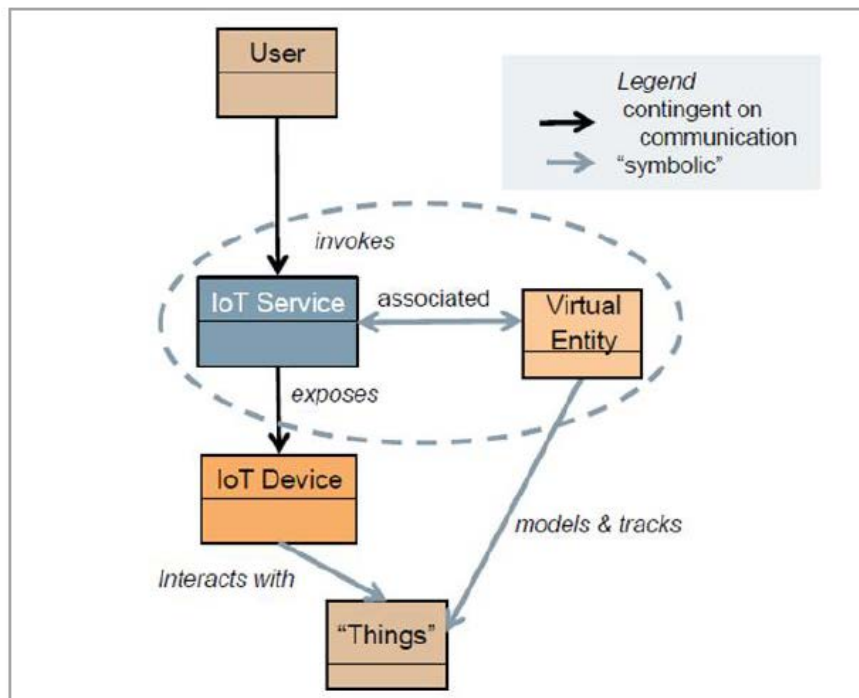 User
Legend
contingent on
communication
"symbolic"
invokes
IoT Service
associated
Virtual
Entity
exposes
IoT Device
models & tracks
Interacts with
"Things"